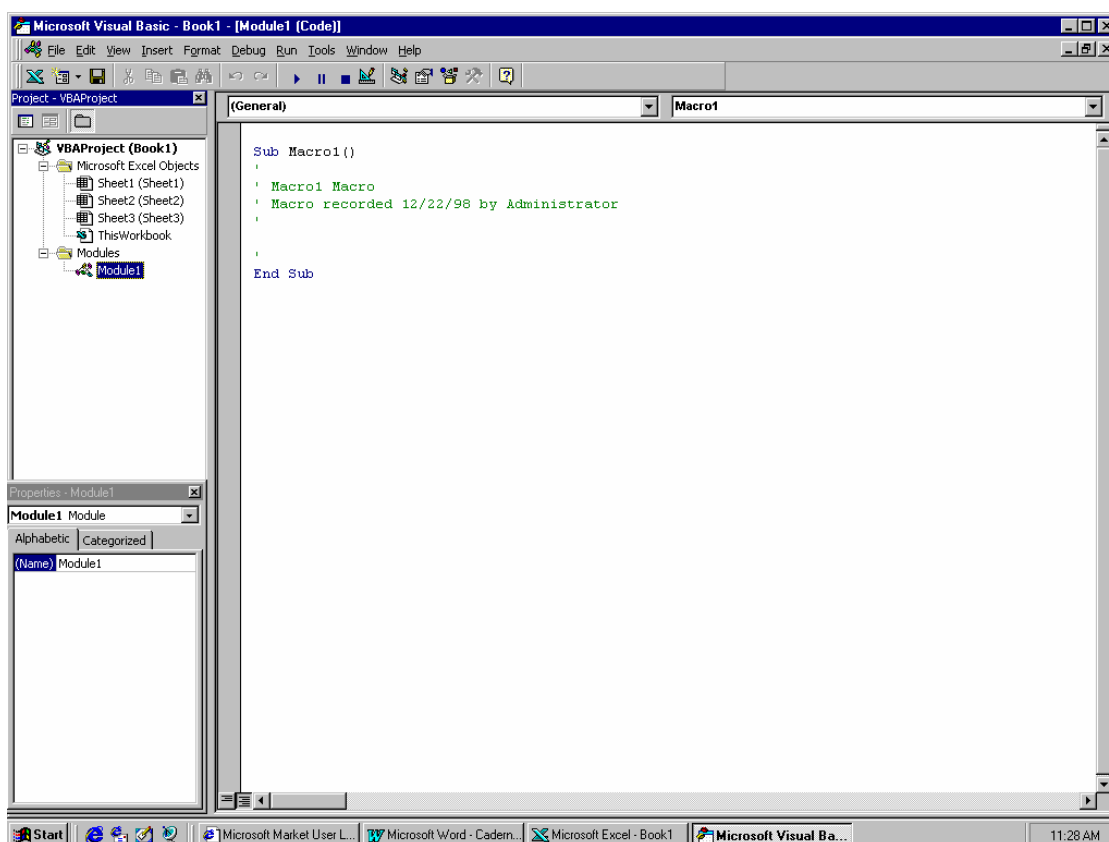 Microsoft Visual Basic - Book1 - [Module1 (Code)]
File Edit View Insert Format Debug Run Tools Window Help
Project - VBAProject
(General)
Macro1
VBAProject (Book1)
Microsoft Excel Objects
Sheet1 (Sheet1)
Sheet2 (Sheet2)
Sheet3 (Sheet3)
ThisWorkbook
Modules
Module1
Sub Macro1()
'
' Macro1 Macro
' Macro recorded 12/22/98 by Administrator
'
'
End Sub
Properties - Module1
Module1 Module
Alphabetic Categorized
(Name) Module1
Start Microsoft Market User L... Microsoft Word - Cadern... Microsoft Excel - Book1 Microsoft Visual Ba... 11:28 AM